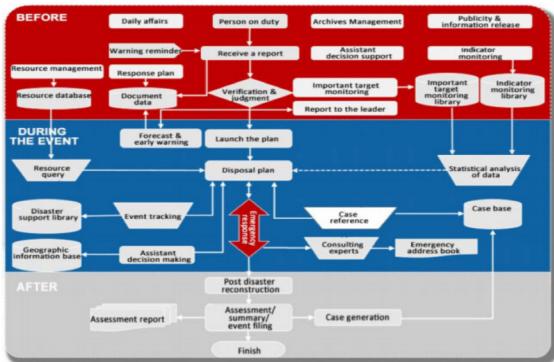 BEFORE
Daily affairs
Person on duty
Archives Management
Publicity &
information release
Warning reminder
Receive a report
Assistant
decision support
Indicator
monitoring
Resource management
Response plan
Resource database
Document
data
Verification &
judgment
Important target
monitoring
Important
target
monitoring
library
Indicator
monitoring
library
Report to the leader
DURING
THE EVENT
Forecast &
early warning
Launch the plan
Resource
query
Disposal plan
Statistical analysis
of data
Disaster
support library
Event tracking
Emergency
response
Case
reference
Case base
Geographic
information base
Assistant
decision making
Consulting
experts
Emergency
address book
AFTER
Post disaster
reconstruction
Assessment report
Assessment/
summary/
event filing
Case generation
Finish